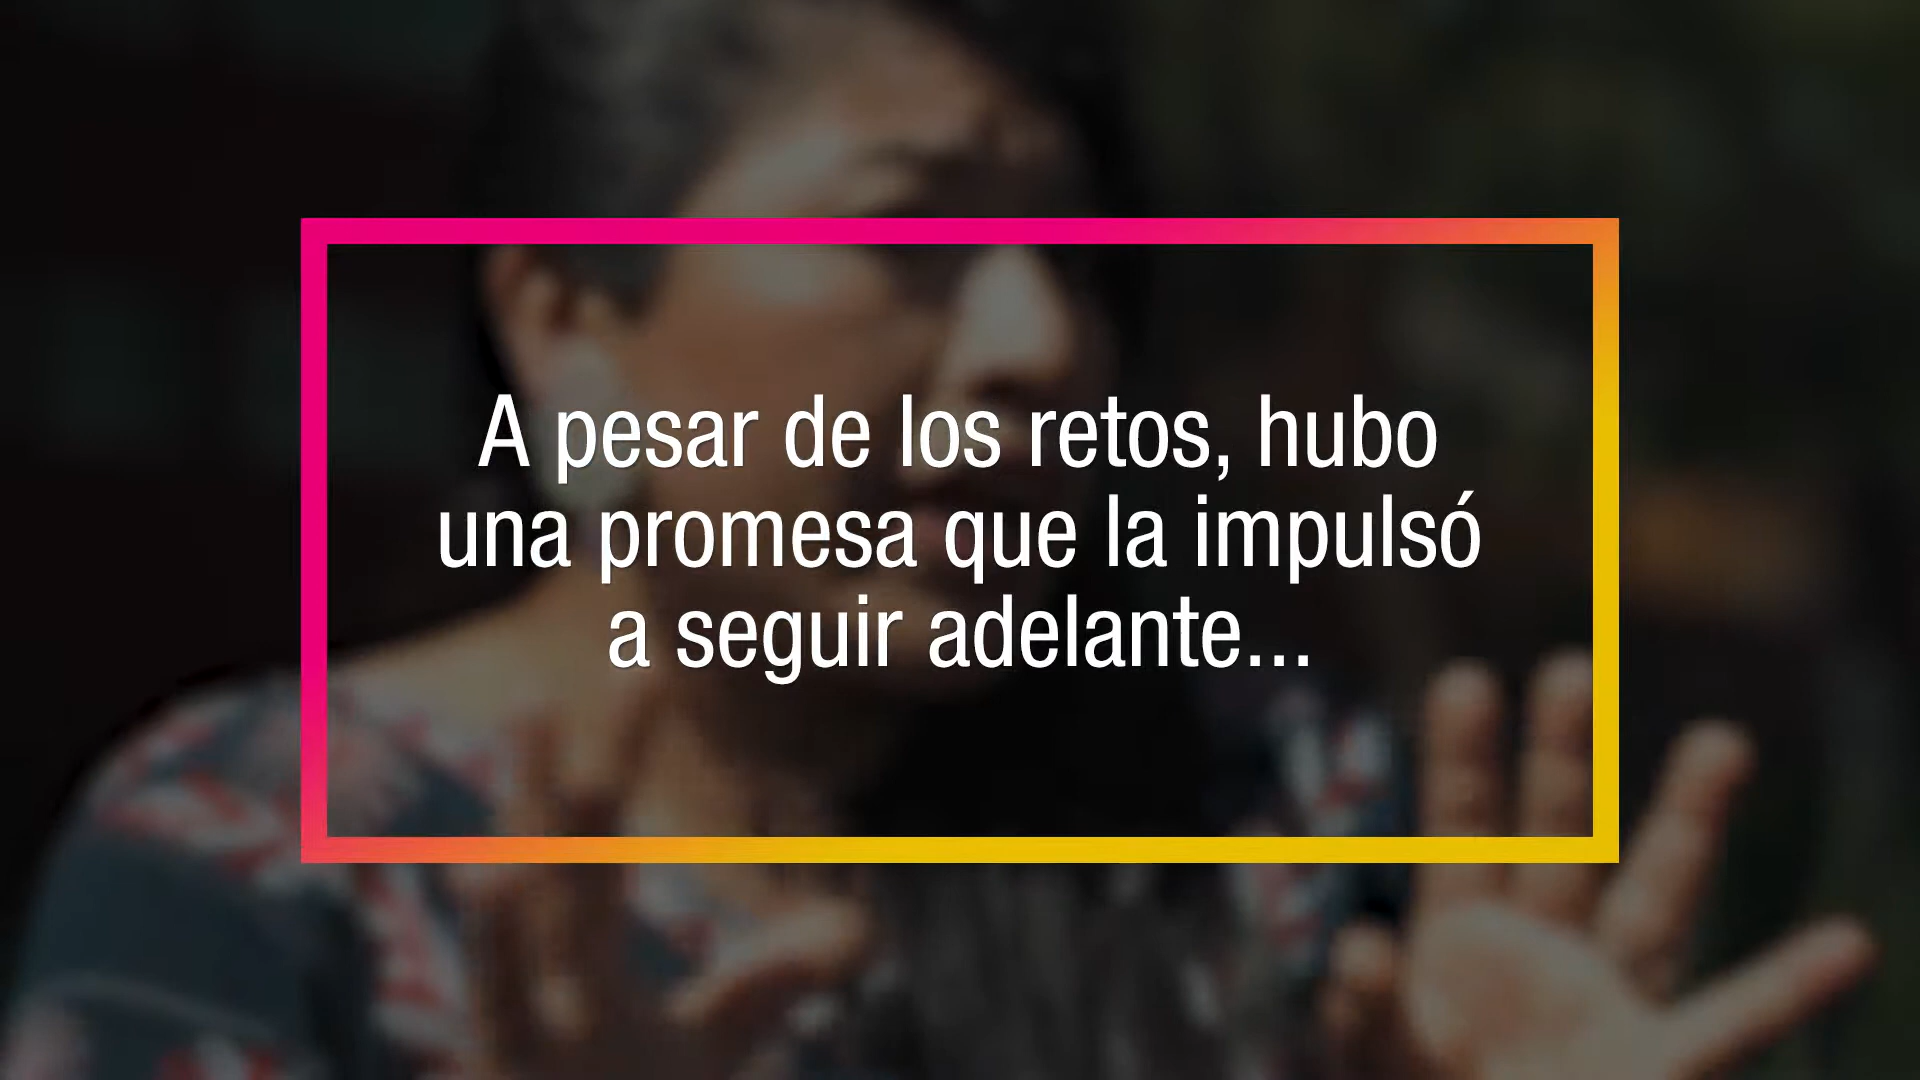 A pesar de los retos, hubo
una promesa que la impulsó
a seguir adelante...